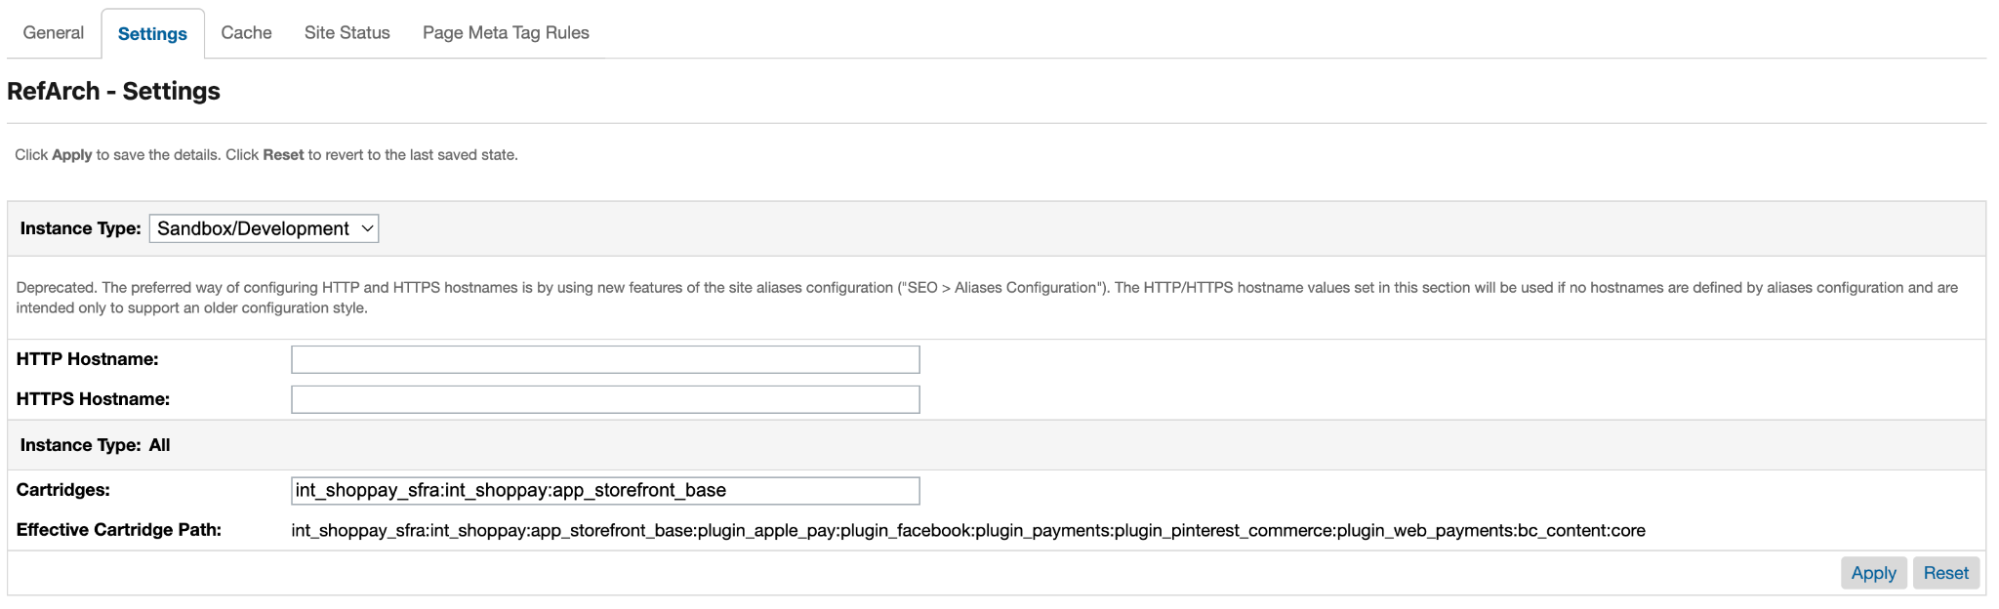 General Settings Cache Site Status Page Meta Tag Rules
RefArch - Settings
Click Apply to save the details. Click Reset to revert to the last saved state.
Instance Type: Sandbox/Development
Deprecated. The preferred way of configuring HTTP and HTTPS hostnames is by using new features of the site aliases configuration ("SEO > Aliases Configuration"). The HTTP/HTTPS hostname values set in this section will be used if no hostnames are defined by aliases configuration and are
intended only to support an older configuration style.
HTTP Hostname:
HTTPS Hostname:
Instance Type: All
Cartridges: int_shoppay_sfra:int_shoppay:app_storefront_base
Effective Cartridge Path: int_shoppay_sfra:int_shoppay:app_storefront_base:plugin_apple_pay:plugin_facebook:plugin_payments:plugin_pinterest_commerce:plugin_web_payments:bc_content:core
Apply Reset